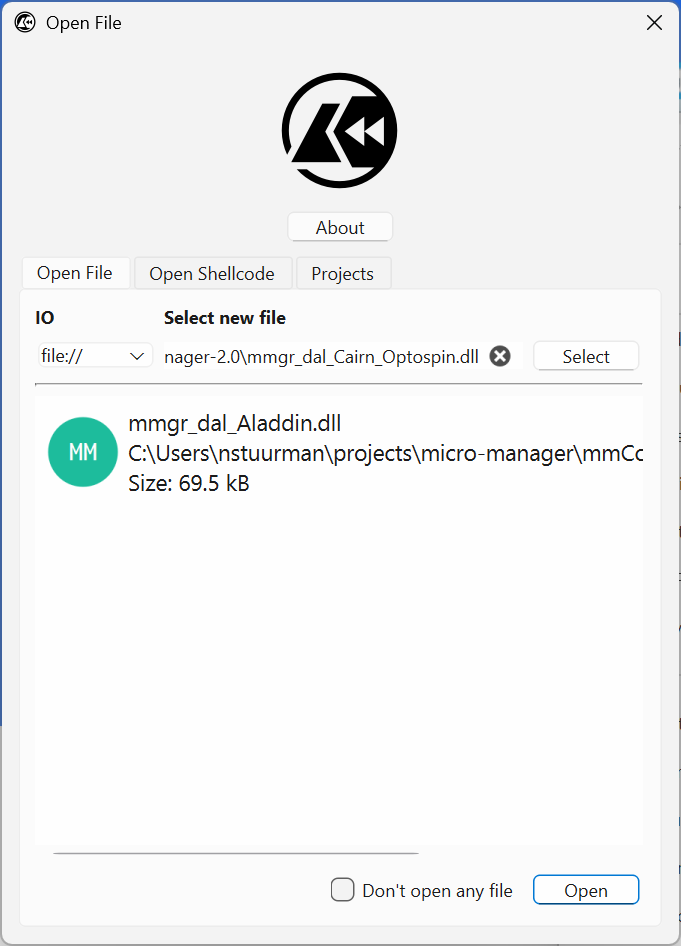 Open File
About
Open File
Open Shellcode
Projects
IO
Select new file
file://
nager-2.0\mmgr_dal_Cairn_Optospin.dll
Select
MM
mmgr_dal_Aladdin.dll
C:\Users\nstuurman\projects\micro-manager\mmCo
Size: 69.5 kB
Don't open any file
Open